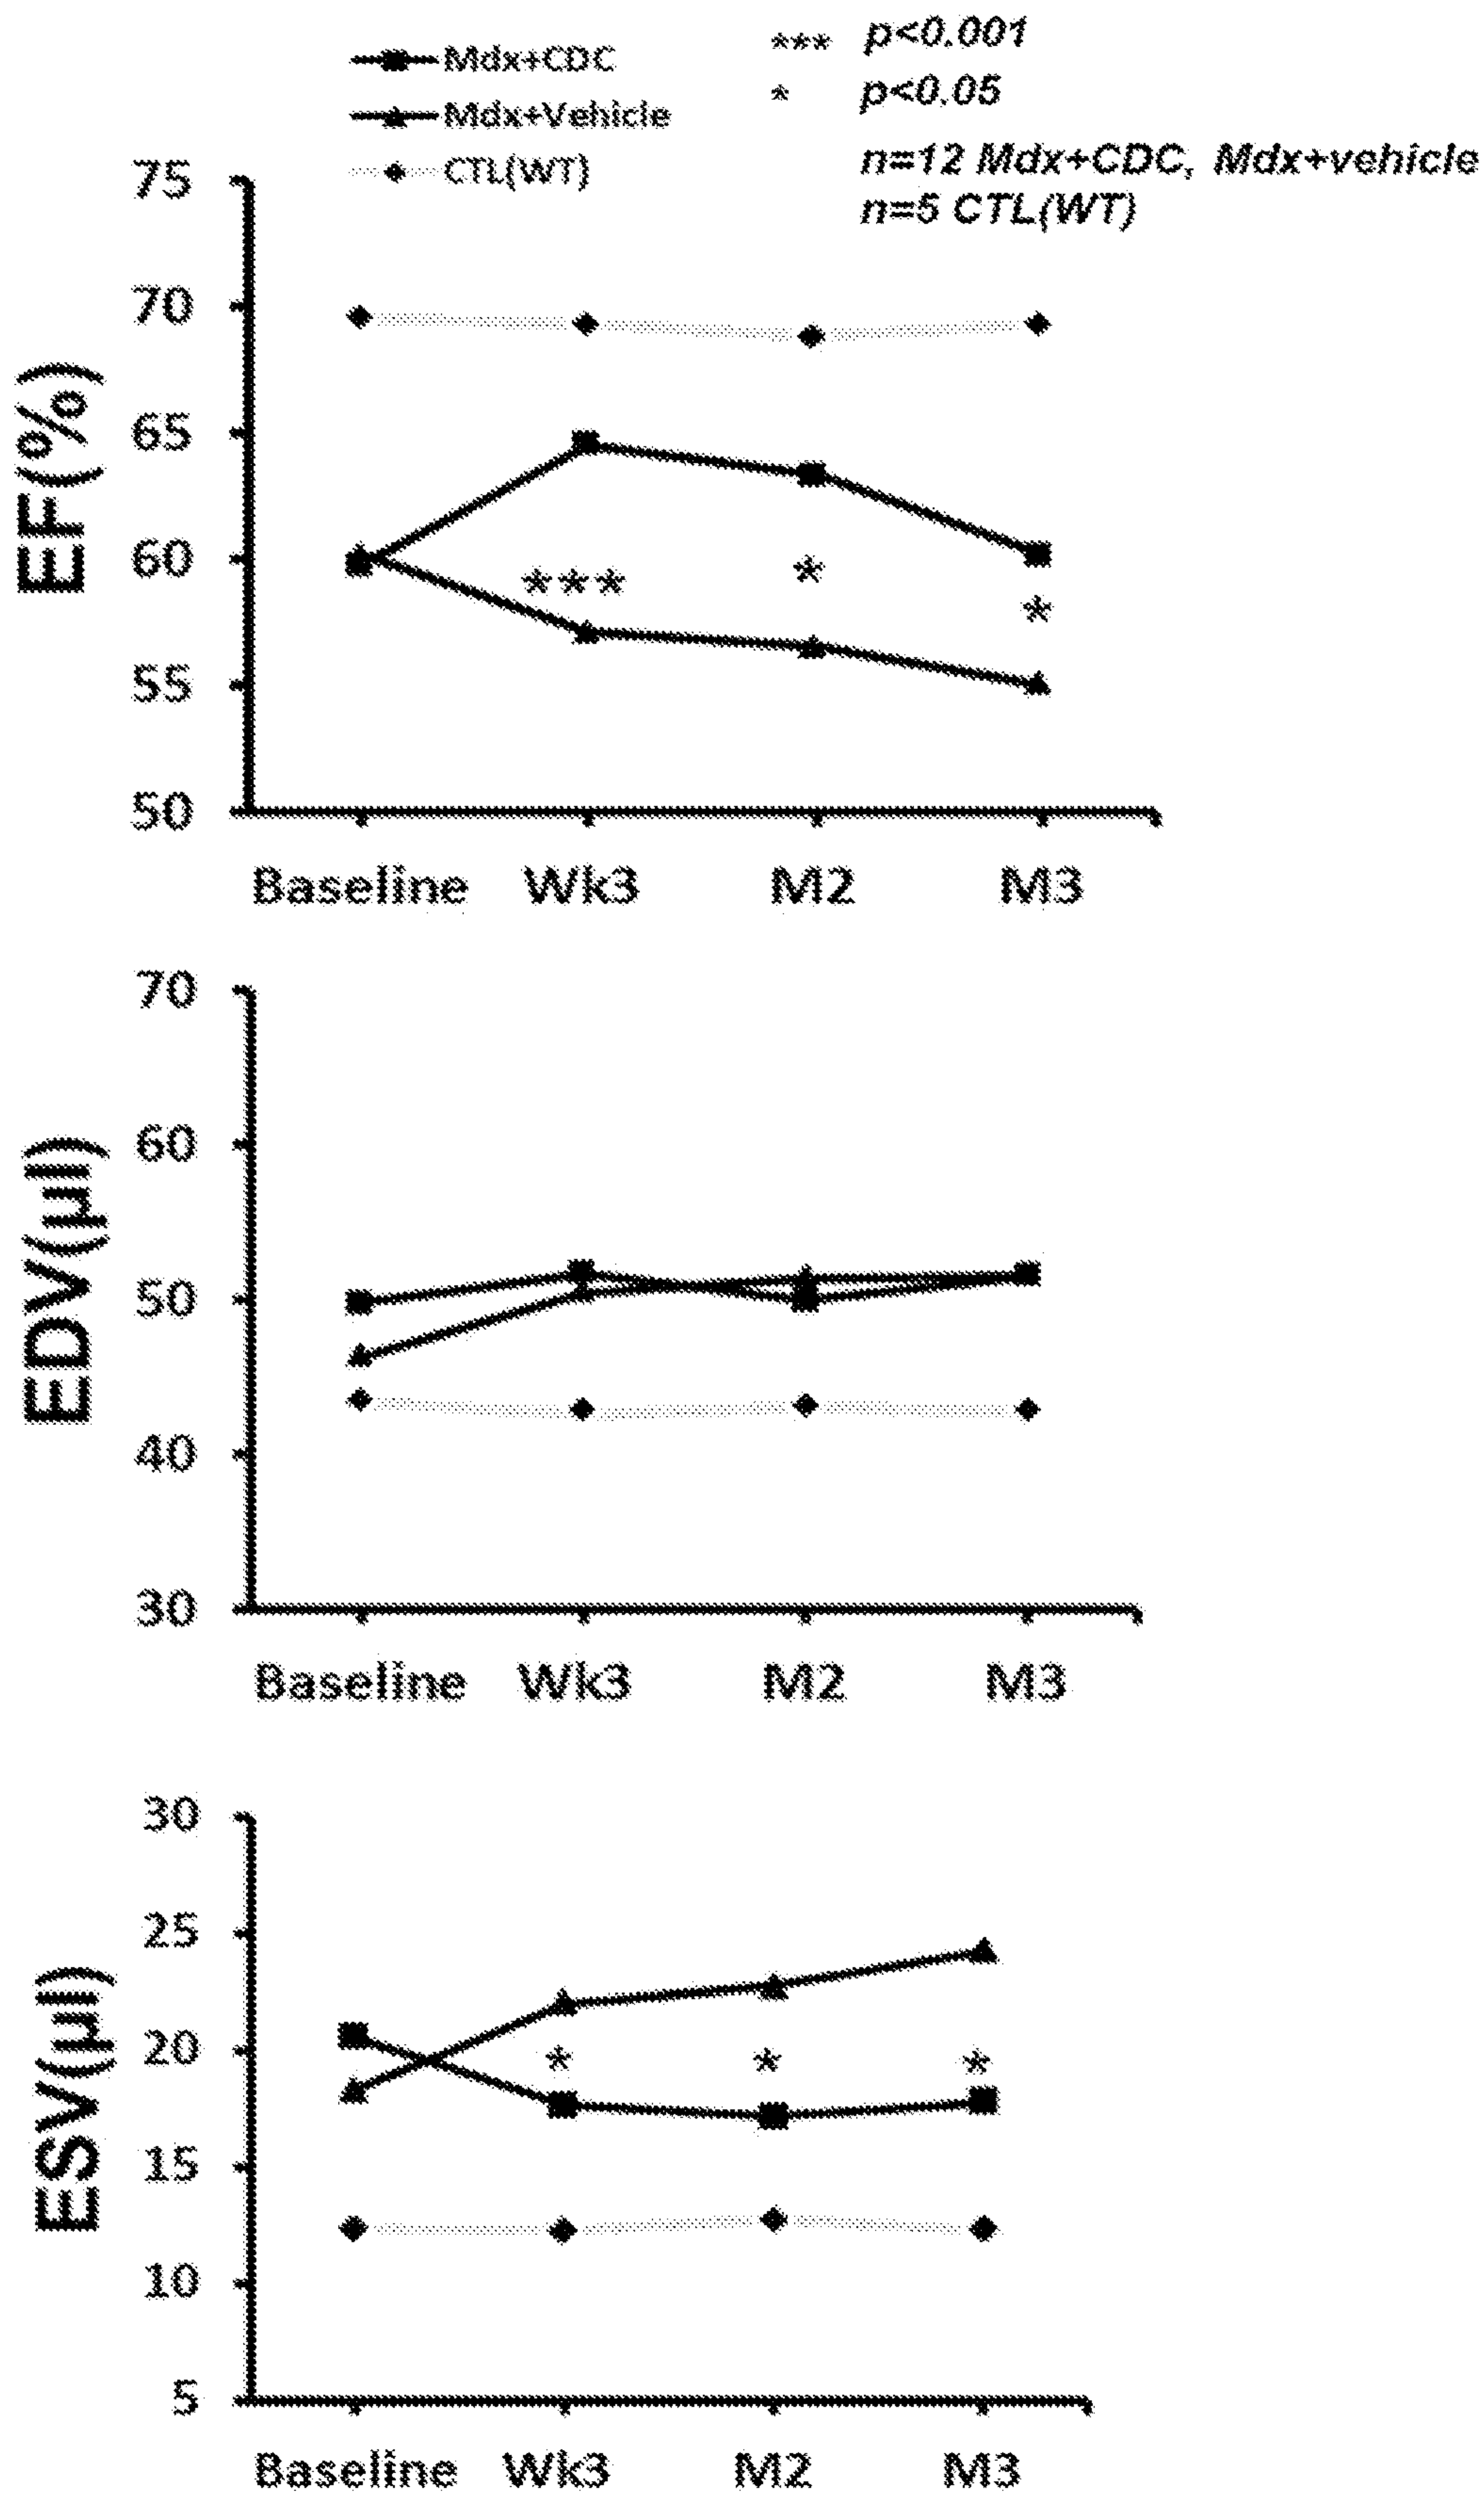 Mdx+CDC
Mdx+Vehicle
CTL(WT)
*** p<0.001
* p<0.05
n=12 Mdx+CDC, Mdx+vehicle
n=5 CTL(WT)
EF(%)
75
70
65
60
55
50
***
*
*
Baseline Wk3 M2 M3
EDV(µl)
70
60
50
40
30
Baseline Wk3 M2 M3
ESV(µl)
30
25
20
15
10
5
* * *
Baseline Wk3 M2 M3